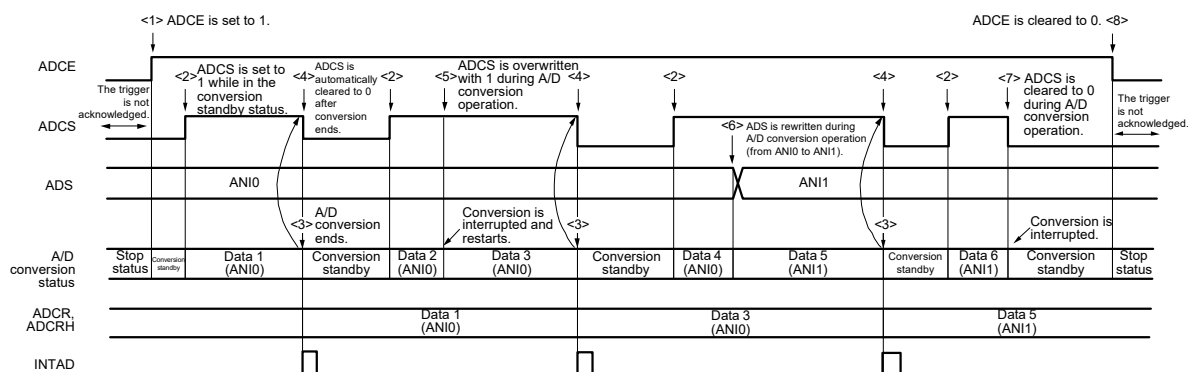 <1> ADCE is set to 1.
ADCE is cleared to 0. <8>
ADCE
The trigger
is not
acknowledged.
<2>
ADCS is set to
1 while in the
conversion
standby status.
<4>
ADCS is
automatically
cleared to 0
after
conversion
ends.
<2>
<5>
ADCS is overwritten
with 1 during A/D
conversion
operation.
<4>
<2>
<4>
<2>
<7>
ADCS is
cleared to 0
during A/D
conversion
operation.
The trigger
is not
acknowledged.
ADCS
<6> ADS is rewritten during
A/D conversion operation
(from ANI0 to ANI1).
ADS
ANI0
ANI1
<3>
A/D
conversion
ends.
Conversion is
interrupted and
restarts.
<3>
<3>
Conversion is
interrupted.
A/D
conversion
status
Stop
status
Conversion
standby
Data 1
(ANI0)
Conversion
standby
Data 2
(ANI0)
Data 3
(ANI0)
Conversion
standby
Data 4
(ANI0)
Data 5
(ANI1)
Conversion
standby
Data 6
(ANI1)
Conversion
standby
Stop
status
ADCR,
ADCRH
Data 1
(ANI0)
Data 3
(ANI0)
Data 5
(ANI1)
INTAD